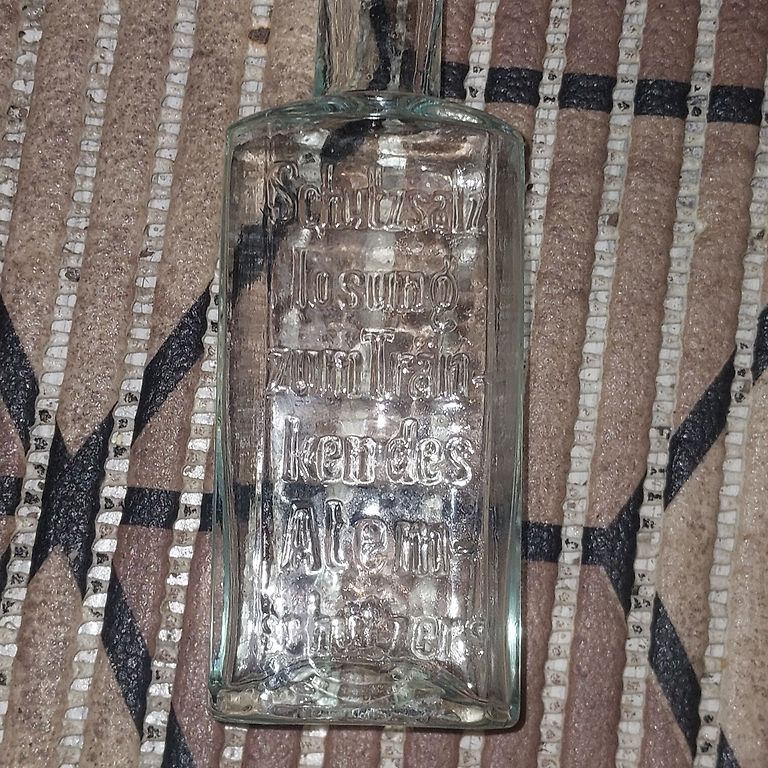 Schutzsalz
lösung
zum Trän-
ken des
Atem-
schützers